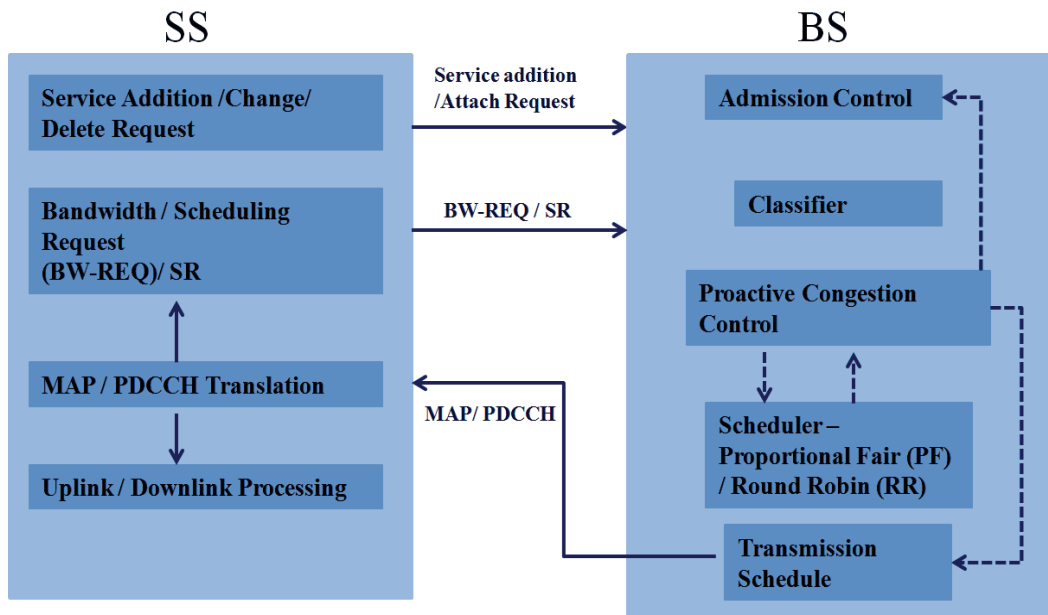 SS
BS
Service Addition /Change/
Delete Request
Service addition
/Attach Request
Admission Control
Bandwidth / Scheduling
Request
(BW-REQ)/ SR
BW-REQ / SR
Classifier
Proactive Congestion
Control
MAP / PDCCH Translation
MAP/ PDCCH
Scheduler –
Proportional Fair (PF)
/ Round Robin (RR)
Uplink / Downlink Processing
Transmission
Schedule